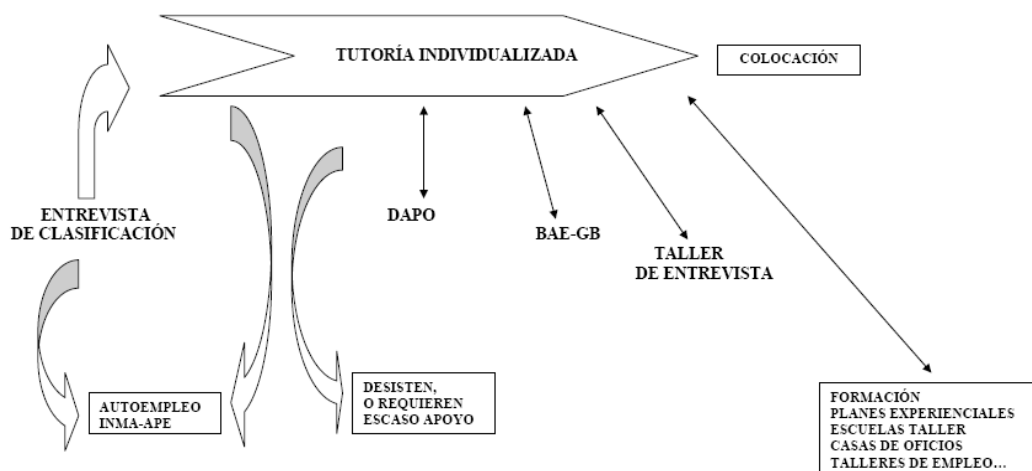 TUTORÍA INDIVIDUALIZADA
COLOCACIÓN
ENTREVISTA
DE CLASIFICACIÓN
DAPO
BAE-GB
TALLER
DE ENTREVISTA
AUTOEMPLEO
INMA-APE
DESISTEN,
O REQUIEREN
ESCASO APOYO
FORMACIÓN
PLANES EXPERIENCIALES
ESCUELAS TALLER
CASAS DE OFICIOS
TALLERES DE EMPLEO…